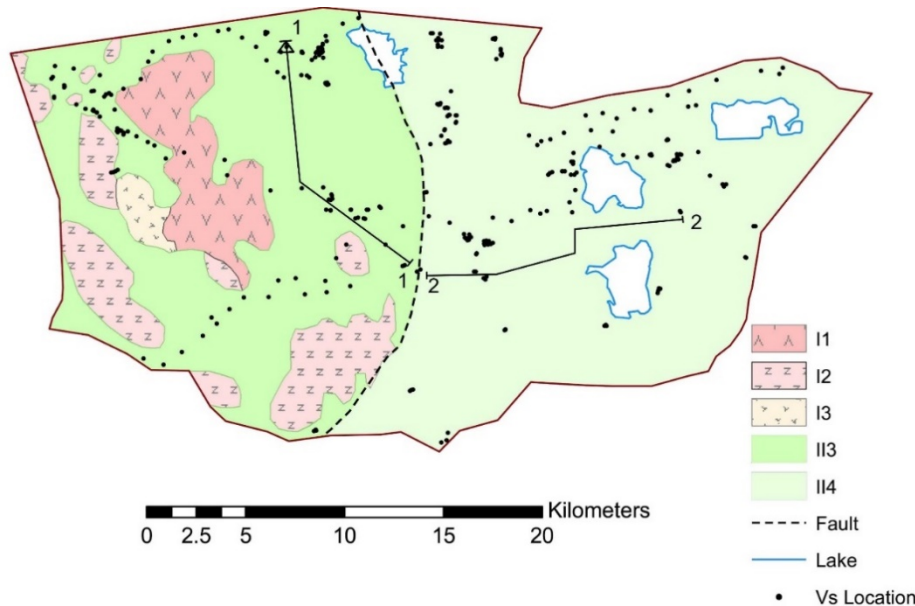 1
1
2
2
I1
I2
I3
II3
II4
Fault
Lake
Vs Location
Kilometers
0 2.5 5 10 15 20